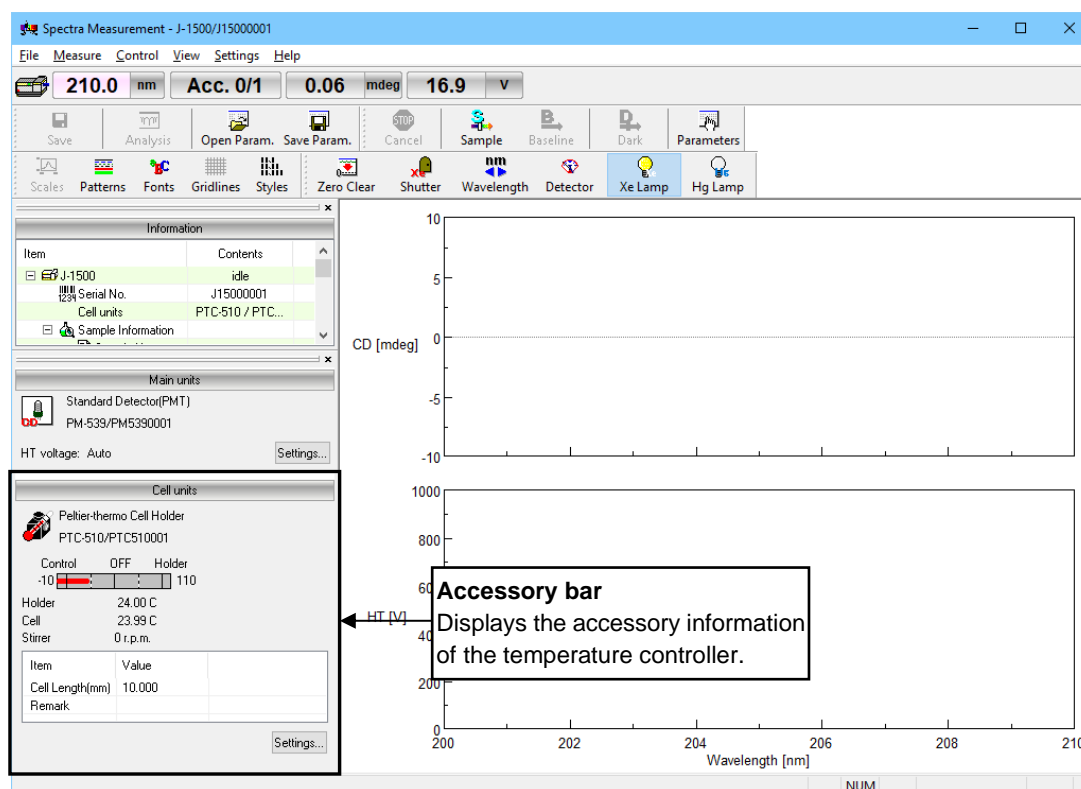 Spectra Measurement - J-1500/J15000001
File Measure Control View Settings Help
210.0 nm Acc. 0/1 0.06 mdeg 16.9 V
Save Analysis Open Param. Save Param. STOP Cancel Sample Baseline Dark Parameters
Scales Patterns Fonts Gridlines Styles Zero Clear Shutter nm Wavelength Detector Xe Lamp Hg Lamp
Information
Item Contents
J-1500 idle
1234 Serial No. J15000001
Cell units PTC-510 / PTC...
Sample Information
Main units
Standard Detector(PMT)
PM-539/PM5390001
HT voltage: Auto Settings...
Cell units
Peltier-thermo Cell Holder
PTC-510/PTC510001
Control OFF Holder
-10 110
Holder 24.00 C
Cell 23.99 C
Stirrer 0 r.p.m.
Item Value
Cell Length(mm) 10.000
Remark
Settings...
10
5
CD [mdeg] 0
-5
-10
1000
800
60
HT [V]
40
200
0
200 202 204 206 208 210
Wavelength [nm]
Accessory bar
Displays the accessory information
of the temperature controller.
NUM